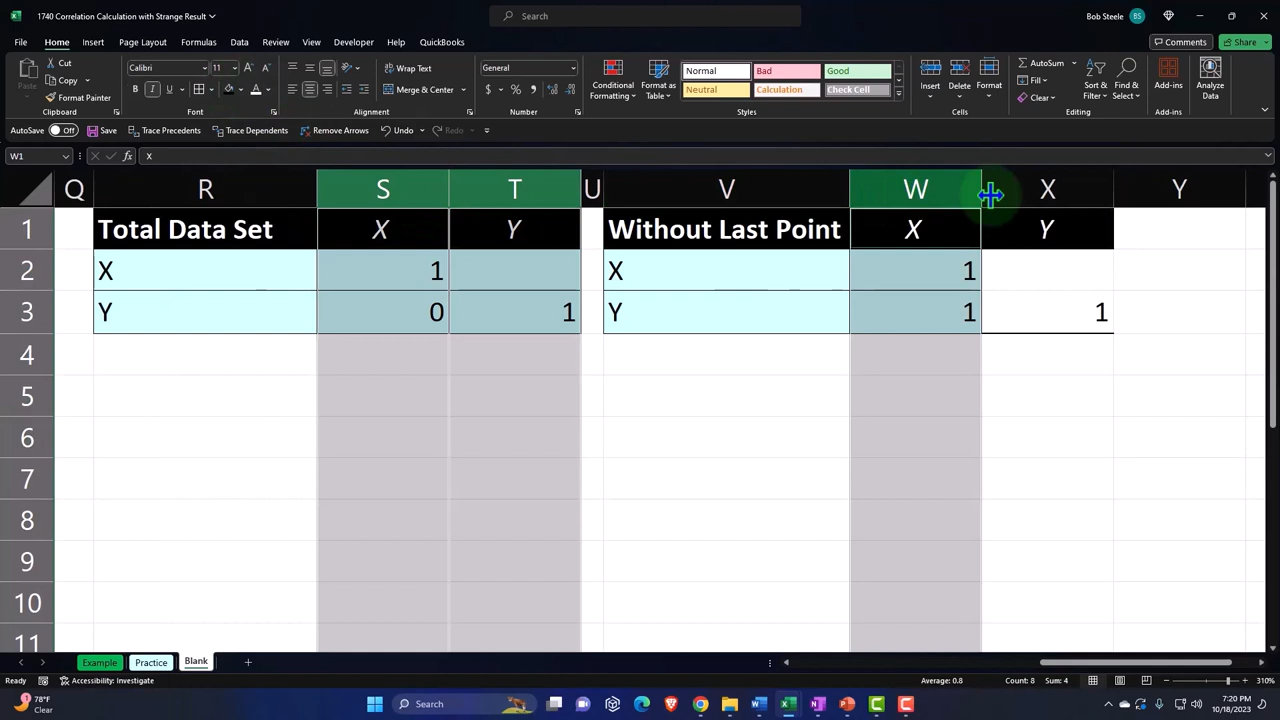 1740 Correlation Calculation with Strange Result
Search
Bob Steele
BS
File
Home
Insert
Page Layout
Formulas
Data
Review
View
Developer
Help
QuickBooks
Comments
Share
Paste
Cut
Copy
Format Painter
Clipboard
Calibri
11
Font
Wrap Text
Merge & Center
Alignment
General
Number
Conditional Formatting
Format as Table
Normal
Bad
Good
Neutral
Calculation
Check Cell
Styles
Insert
Delete
Format
Cells
AutoSum
Fill
Clear
Sort & Filter
Find & Select
Editing
Add-ins
Add-ins
Analyze Data
AutoSave
Off
Save
Trace Precedents
Trace Dependents
Remove Arrows
Undo
Redo
W1
fx
X
Q R S T U V W X Y
1 Total Data Set X Y Without Last Point X Y
2 X 1 X 1
3 Y 0 1 Y 1 1
4
5
6
7
8
9
10
11
Example
Practice
Blank
Ready
Accessibility: Investigate
Average: 0.8
Count: 8
Sum: 4
310%
78°F
Clear
Search
7:20 PM
10/18/2023